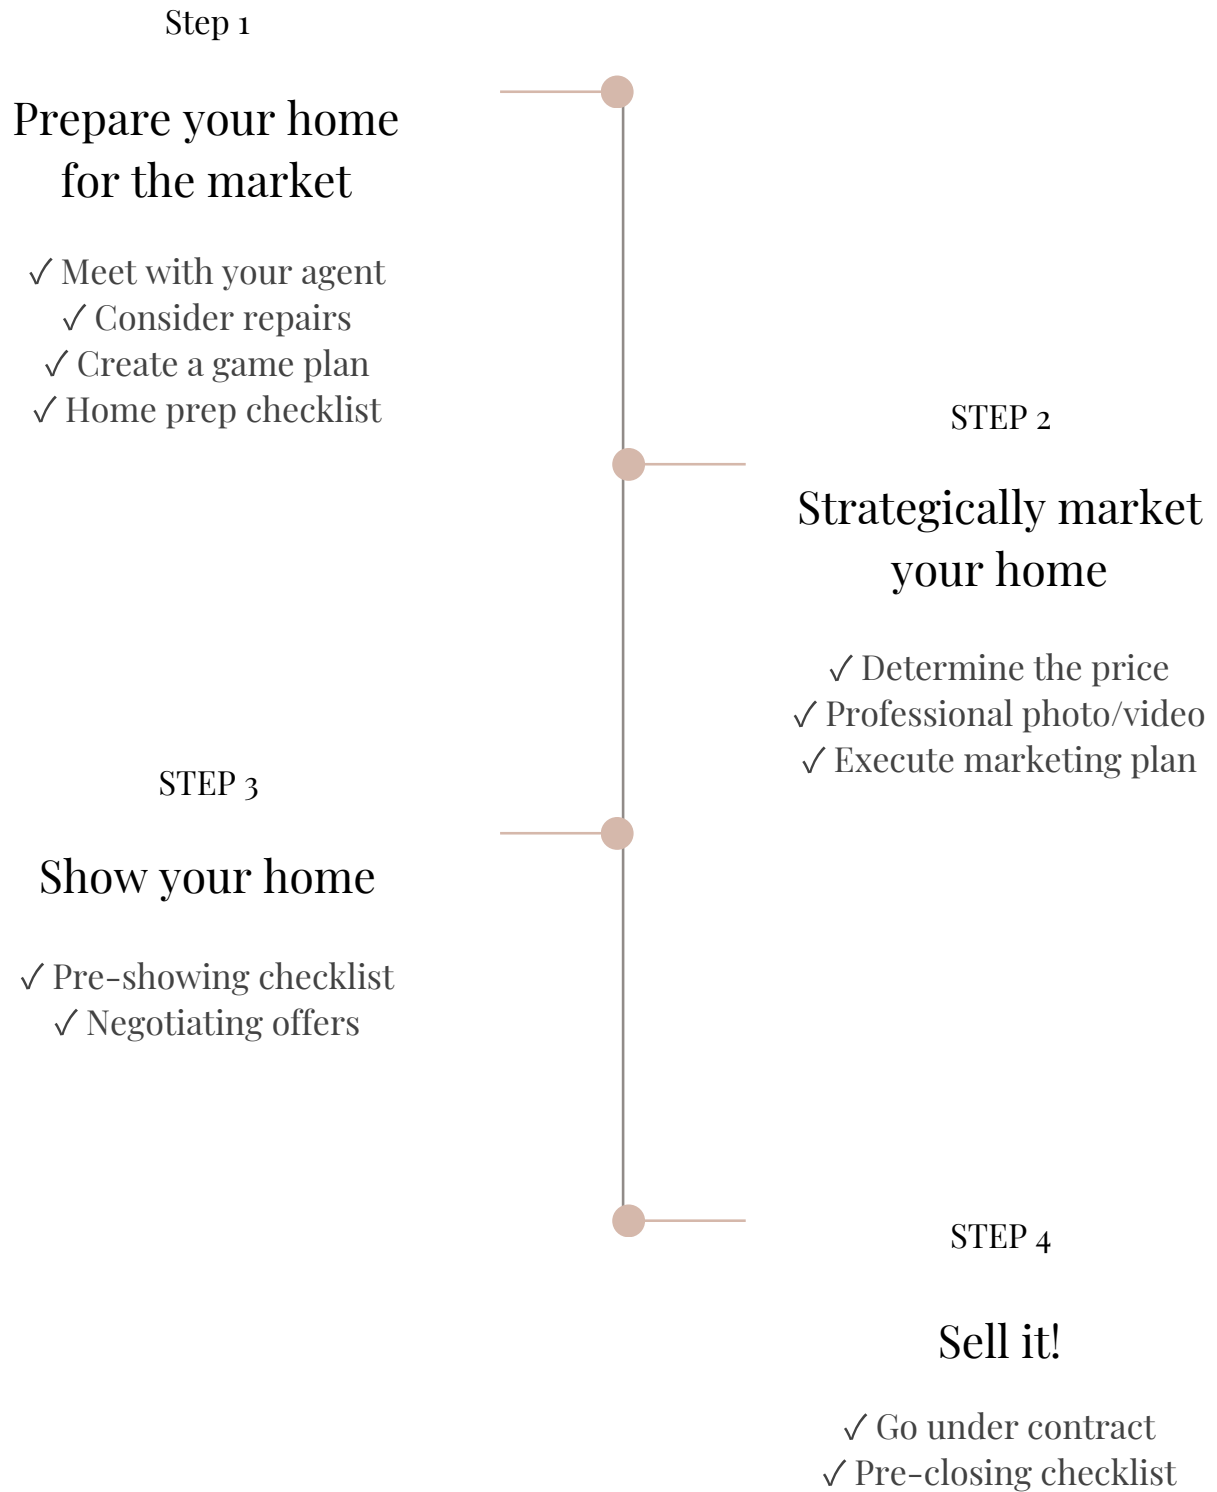 Step 1
Prepare your home
for the market
✓ Meet with your agent
✓ Consider repairs
✓ Create a game plan
✓ Home prep checklist
STEP 2
Strategically market
your home
✓ Determine the price
✓ Professional photo/video
✓ Execute marketing plan
STEP 3
Show your home
✓ Pre-showing checklist
✓ Negotiating offers
STEP 4
Sell it!
✓ Go under contract
✓ Pre-closing checklist